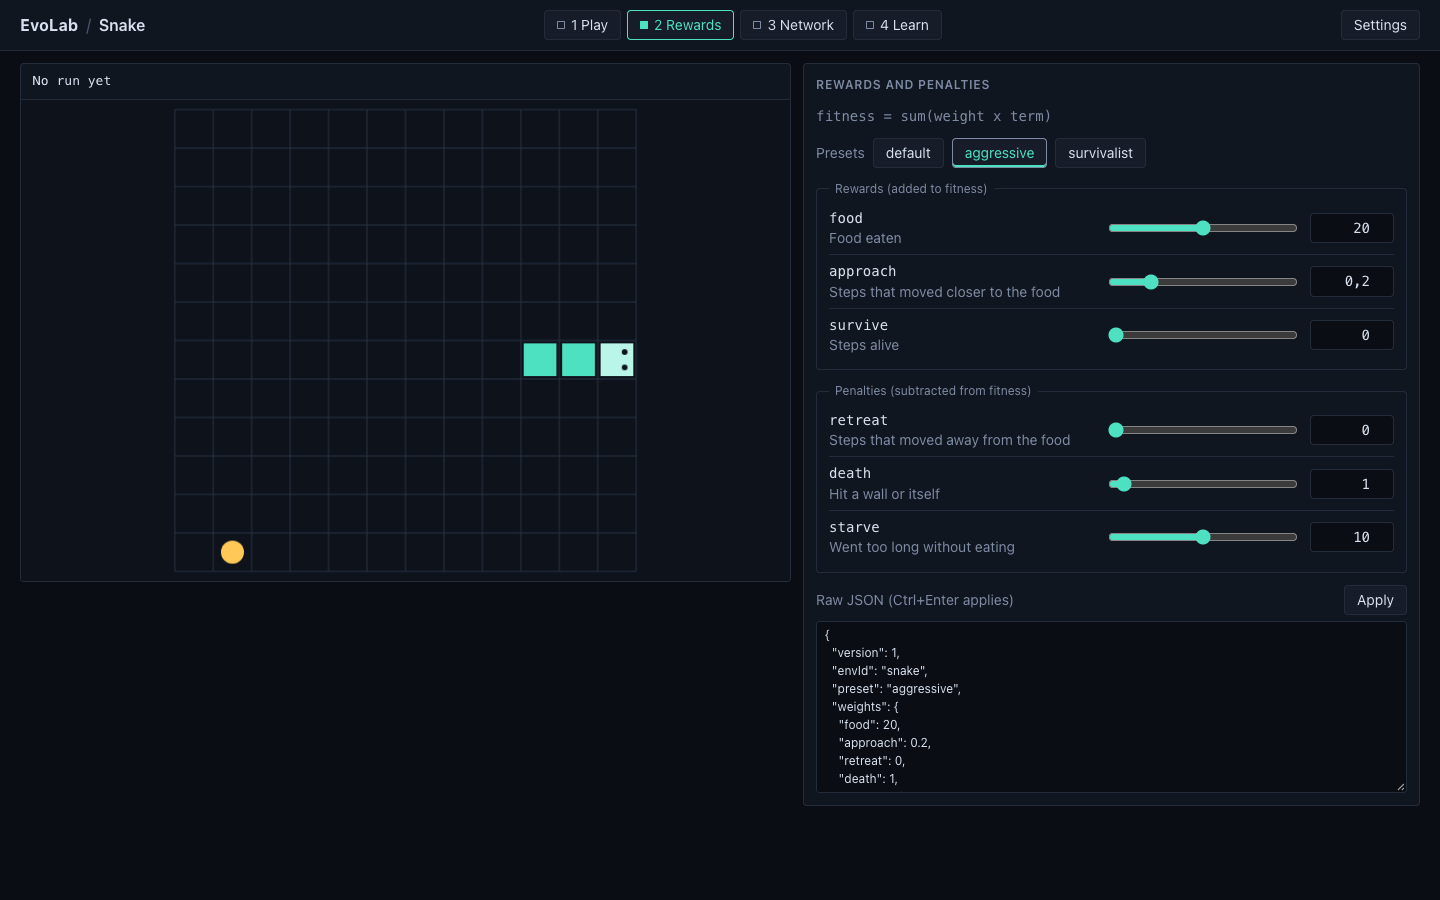 EvoLab / Snake
1 Play
2 Rewards
3 Network
4 Learn
Settings
No run yet
REWARDS AND PENALTIES
fitness = sum(weight x term)
Presets
default
aggressive
survivalist
Rewards (added to fitness)
food
Food eaten
20
approach
Steps that moved closer to the food
0,2
survive
Steps alive
0
Penalties (subtracted from fitness)
retreat
Steps that moved away from the food
0
death
Hit a wall or itself
1
starve
Went too long without eating
10
Raw JSON (Ctrl+Enter applies)
Apply
{
"version": 1,
"envId": "snake",
"preset": "aggressive",
"weights": {
"food": 20,
"approach": 0.2,
"retreat": 0,
"death": 1,